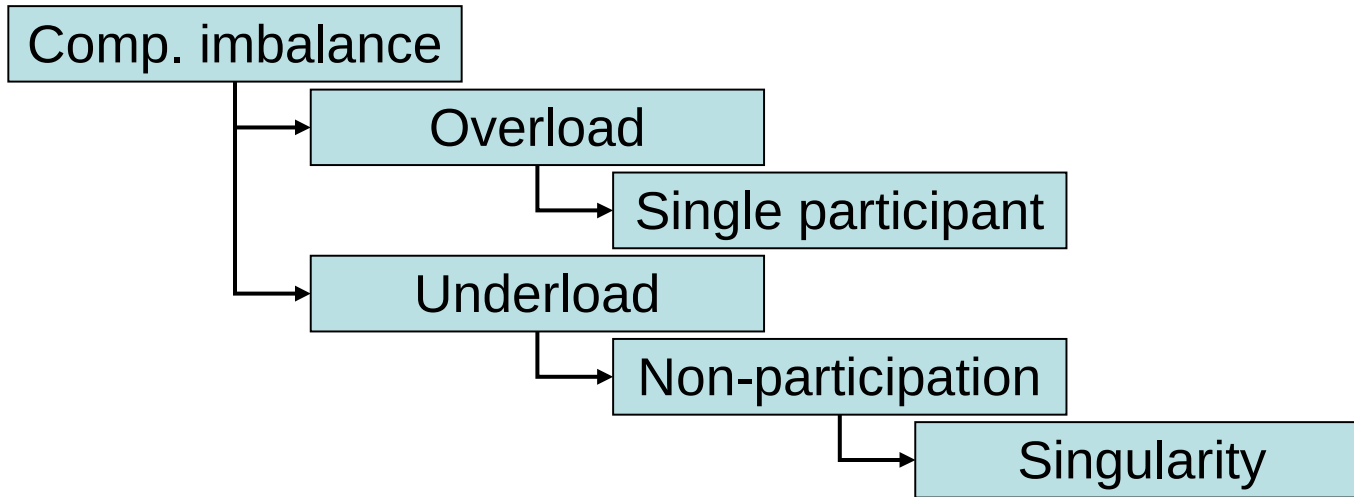 Comp. imbalance
Overload
Single participant
Underload
Non-participation
Singularity